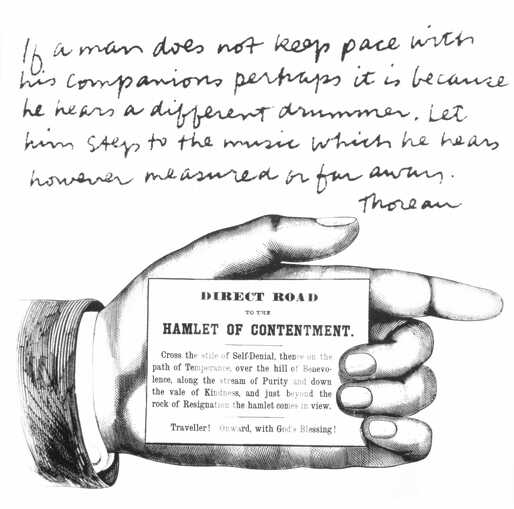 If a man does not keep pace with
his companions perhaps it is because
he hears a different drummer. Let
him step to the music which he hears
however measured or far away.
Thoreau
DIRECT ROAD
TO THE
HAMLET OF CONTENTMENT.
Cross the stile of Self-Denial, thence on the
path of Temperance, over the hill of Benevo-
lence, along the stream of Purity and down
the vale of Kindness, and just beyond the
rock of Resignation the hamlet comes in view.
Traveller! Onward, with God's Blessing!